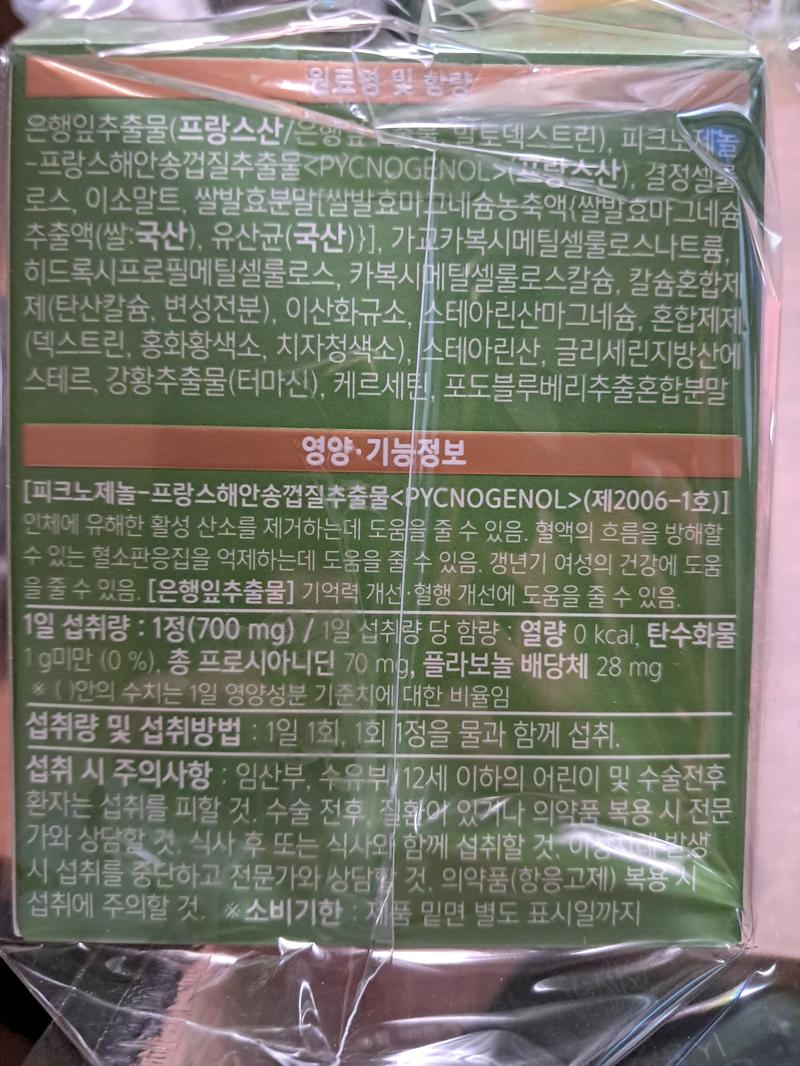 원료명 및 함량
은행잎추출물(프랑스산/은행잎추출물, 말토덱스트린), 피크노제놀
-프랑스해안송껍질추출물<PYCNOGENOL>(프랑스산), 결정셀룰
로스, 이소말트, 쌀발효분말[쌀발효마그네슘농축액{쌀발효마그네슘
추출액(쌀:국산), 유산균(국산)}], 가교카복시메틸셀룰로스나트륨,
히드록시프로필메틸셀룰로스, 카복시메틸셀룰로스칼슘, 칼슘혼합제
제(탄산칼슘, 변성전분), 이산화규소, 스테아린산마그네슘, 혼합제제
(덱스트린, 홍화황색소, 치자청색소), 스테아린산, 글리세린지방산에
스테르, 강황추출물(터마신), 케르세틴, 포도블루베리추출혼합분말
영양·기능정보
[피크노제놀-프랑스해안송껍질추출물<PYCNOGENOL>(제2006-1호)]
인체에 유해한 활성 산소를 제거하는데 도움을 줄 수 있음. 혈액의 흐름을 방해할
수 있는 혈소판응집을 억제하는데 도움을 줄 수 있음. 갱년기 여성의 건강에 도움
을 줄 수 있음. [은행잎추출물] 기억력 개선·혈행 개선에 도움을 줄 수 있음.
1일 섭취량 : 1정(700 mg) / 1일 섭취량 당 함량 : 열량 0 kcal, 탄수화물
1 g미만 (0 %), 총 프로시아니딘 70 mg, 플라보놀 배당체 28 mg
※ ( )안의 수치는 1일 영양성분 기준치에 대한 비율임
섭취량 및 섭취방법 : 1일 1회, 1회 1정을 물과 함께 섭취.
섭취 시 주의사항 : 임산부, 수유부, 12세 이하의 어린이 및 수술전후
환자는 섭취를 피할 것. 수술 전후, 질환이 있거나 의약품 복용 시 전문
가와 상담할 것. 식사 후 또는 식사와 함께 섭취할 것. 이상사례 발생
시 섭취를 중단하고 전문가와 상담할 것. 의약품(항응고제) 복용 시
섭취에 주의할 것. ※소비기한 : 제품 밑면 별도 표시일까지